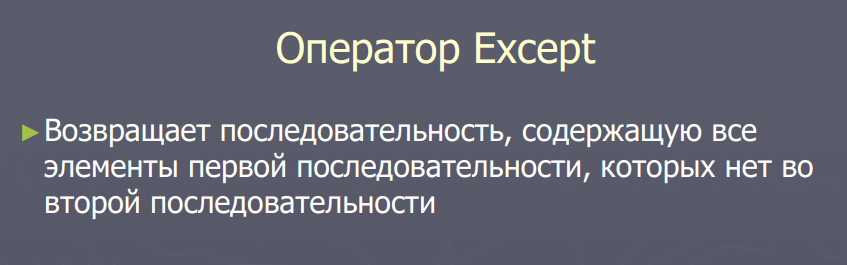 Оператор Except
►Возвращает последовательность, содержащую все
элементы первой последовательности, которых нет во
второй последовательности